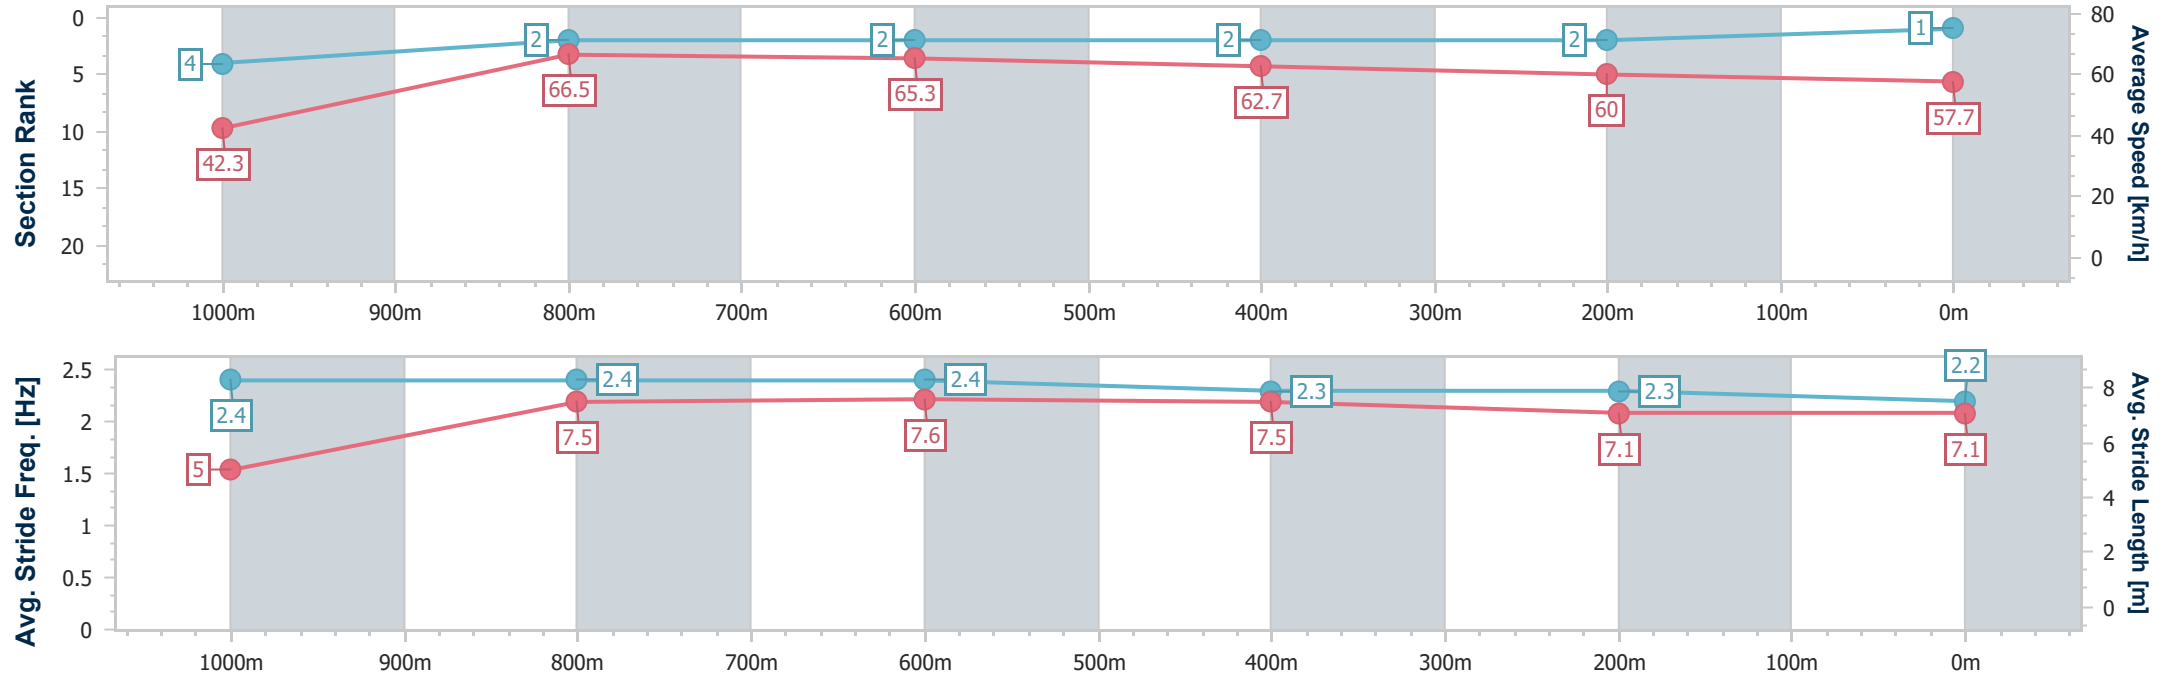 Section Rank
0
5
10
15
20
4
2
2
2
2
1
42.3
66.5
65.3
62.7
60
57.7
80
60
40
20
0
Average Speed [km/h]
1000m
900m
800m
700m
600m
500m
400m
300m
200m
100m
0m
Avg. Stride Freq. [Hz]
2.5
2
1.5
1
0.5
0
2.4
2.4
2.4
2.3
2.3
2.2
5
7.5
7.6
7.5
7.1
7.1
8
6
4
2
0
Avg. Stride Length [m]
1000m
900m
800m
700m
600m
500m
400m
300m
200m
100m
0m